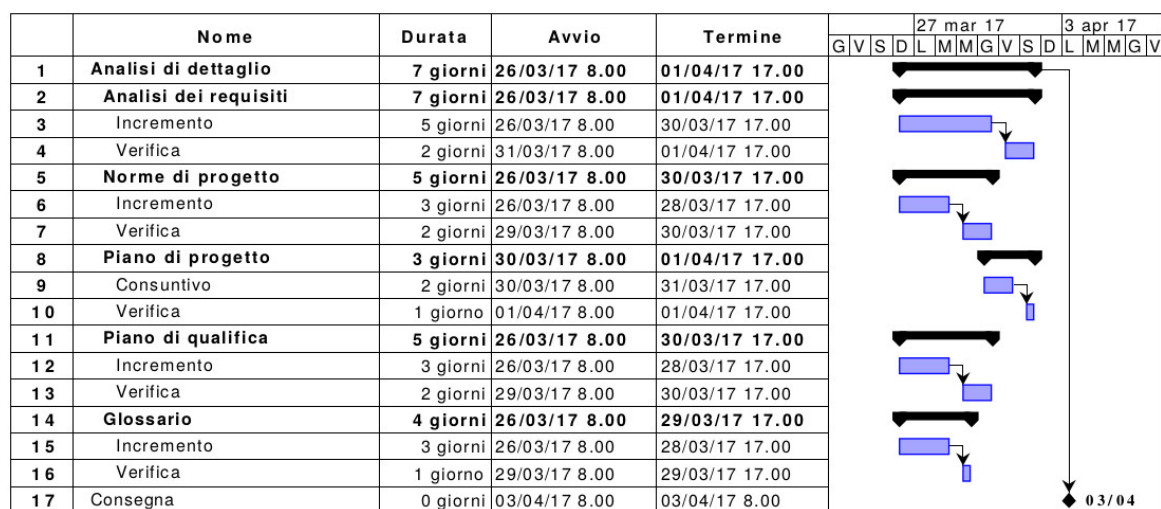 27 mar 17 3 apr 17
Nome Durata Avvio Termine
G V S D L M M G V S D L M M G V
1 Analisi di dettaglio 7 giorni 26/03/17 8.00 01/04/17 17.00
2 Analisi dei requisiti 7 giorni 26/03/17 8.00 01/04/17 17.00
3 Incremento 5 giorni 26/03/17 8.00 30/03/17 17.00
4 Verifica 2 giorni 31/03/17 8.00 01/04/17 17.00
5 Norme di progetto 5 giorni 26/03/17 8.00 30/03/17 17.00
6 Incremento 3 giorni 26/03/17 8.00 28/03/17 17.00
7 Verifica 2 giorni 29/03/17 8.00 30/03/17 17.00
8 Piano di progetto 3 giorni 30/03/17 8.00 01/04/17 17.00
9 Consuntivo 2 giorni 30/03/17 8.00 31/03/17 17.00
10 Verifica 1 giorno 01/04/17 8.00 01/04/17 17.00
11 Piano di qualifica 5 giorni 26/03/17 8.00 30/03/17 17.00
12 Incremento 3 giorni 26/03/17 8.00 28/03/17 17.00
13 Verifica 2 giorni 29/03/17 8.00 30/03/17 17.00
14 Glossario 4 giorni 26/03/17 8.00 29/03/17 17.00
15 Incremento 3 giorni 26/03/17 8.00 28/03/17 17.00
16 Verifica 1 giorno 29/03/17 8.00 29/03/17 17.00
17 Consegna 0 giorni 03/04/17 8.00 03/04/17 8.00 03/04